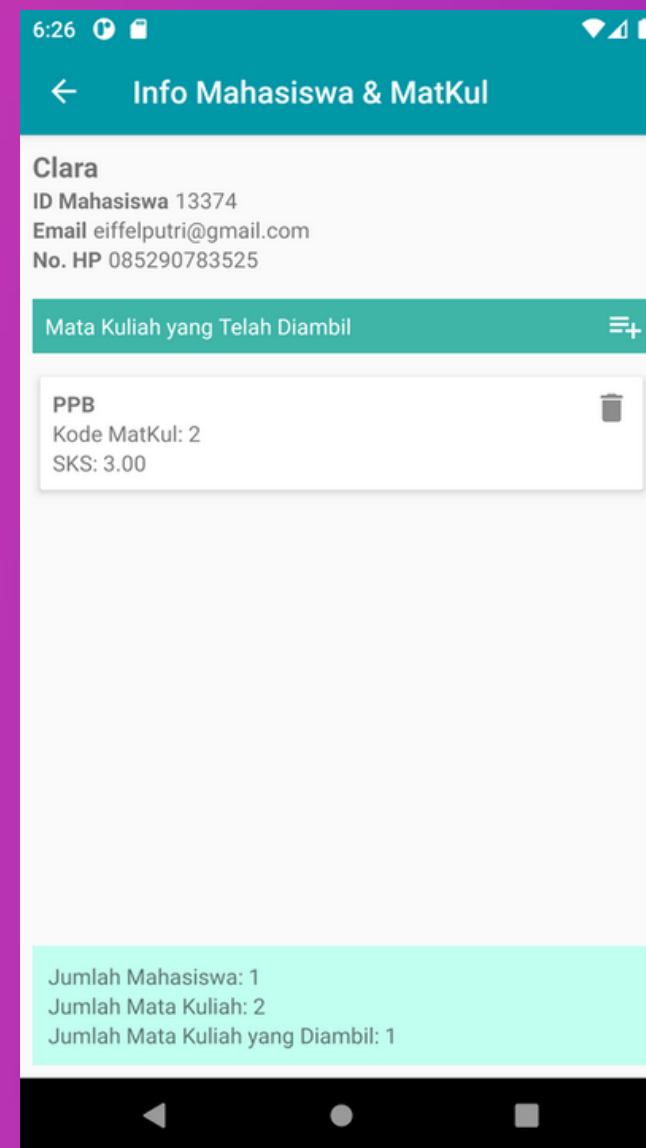 6:26
Info Mahasiswa & MatKul
Clara
ID Mahasiswa 13374
Email eiffelputri@gmail.com
No. HP 085290783525
Mata Kuliah yang Telah Diambil
PPB
Kode MatKul: 2
SKS: 3.00
Jumlah Mahasiswa: 1
Jumlah Mata Kuliah: 2
Jumlah Mata Kuliah yang Diambil: 1